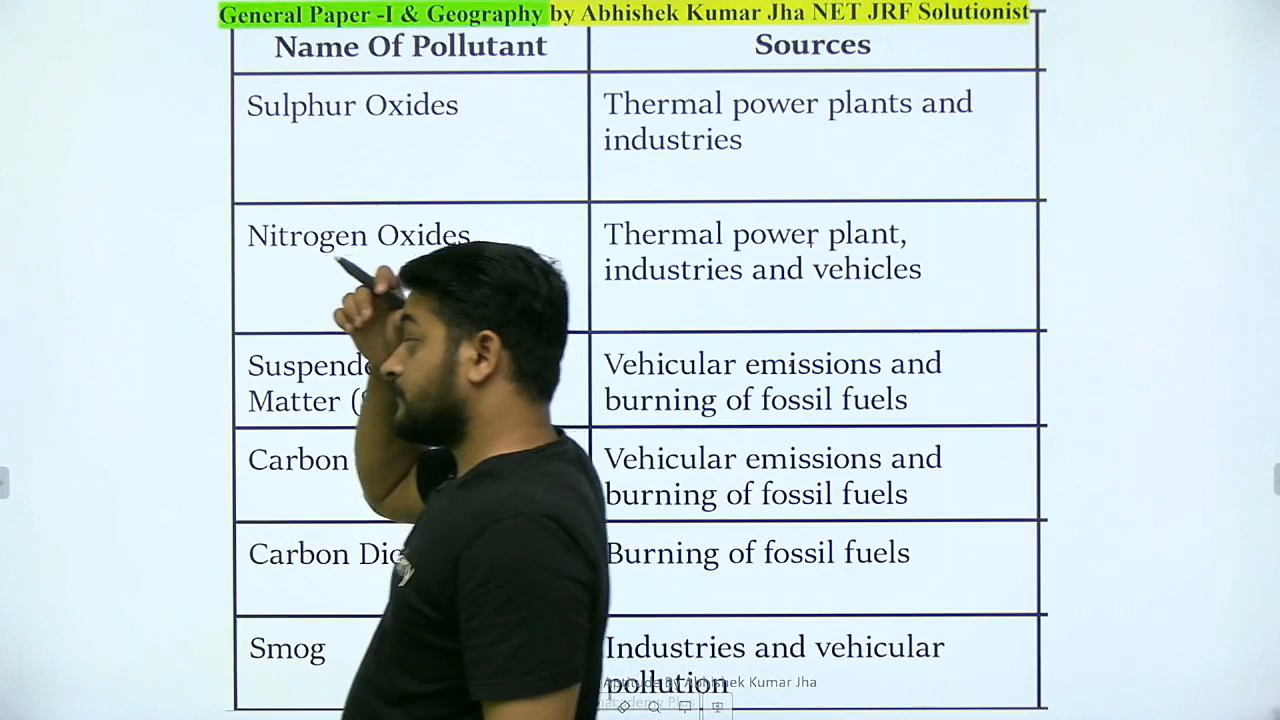 General Paper -I & Geography by Abhishek Kumar Jha NET JRF Solutionist
Name Of Pollutant
Sources
Sulphur Oxides
Thermal power plants and
industries
Nitrogen Oxides
Thermal power plant,
industries and vehicles
Matter
Vehicular emissions and
burning of fossil fuels
Carbon
Vehicular emissions and
burning of fossil fuels
Carbon
Burning of fossil fuels
Smog
Industries and vehicular
pollution
By Abhishek Kumar Jha